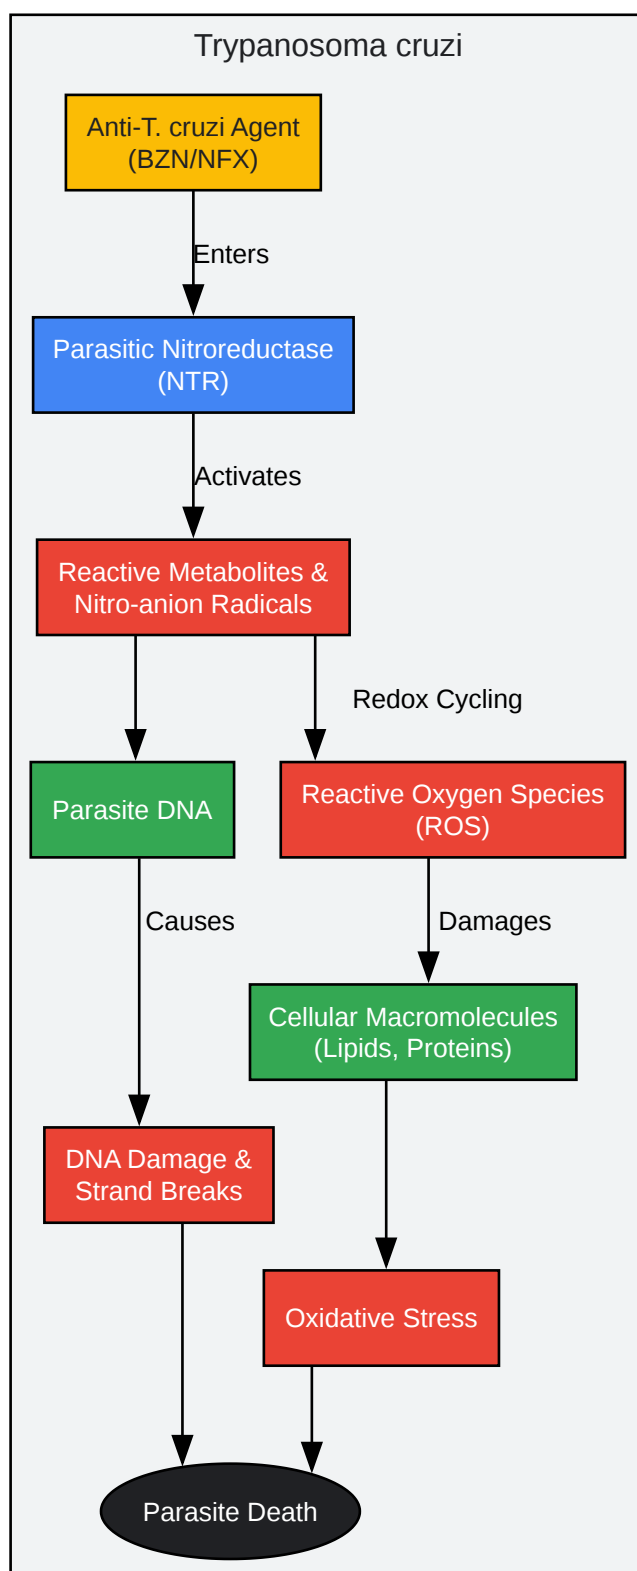 Trypanosoma cruzi
Anti-T. cruzi Agent
(BZN/NFX)
Enters
Parasitic Nitroreductase
(NTR)
Activates
Reactive Metabolites &
Nitro-anion Radicals
Redox Cycling
Parasite DNA
Reactive Oxygen Species
(ROS)
Causes
Damages
Cellular Macromolecules
(Lipids, Proteins)
DNA Damage &
Strand Breaks
Oxidative Stress
Parasite Death